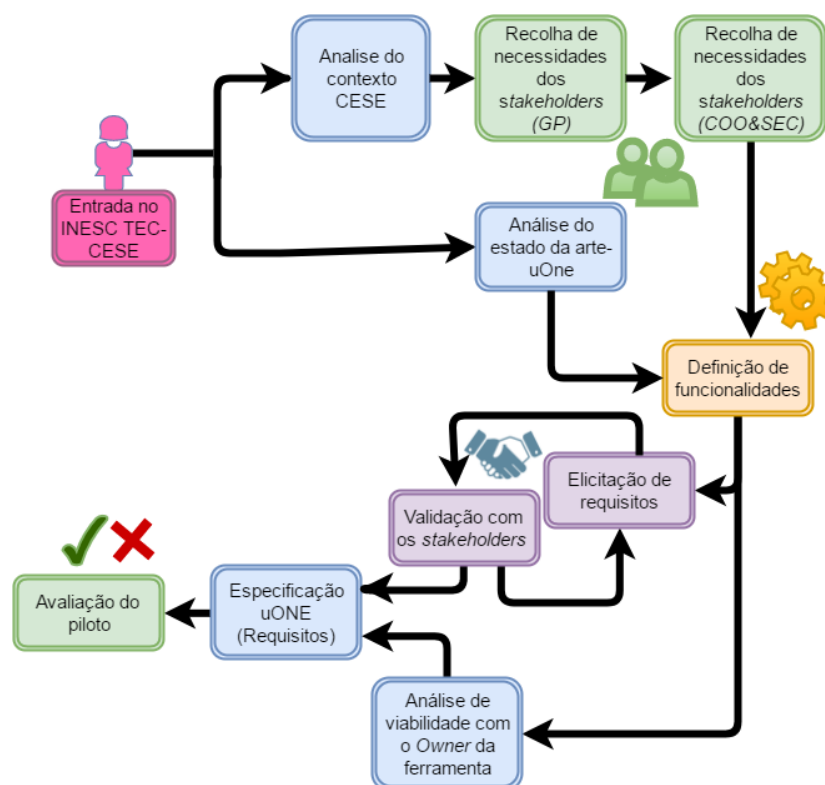 Analise do
contexto
CESE
Recolha de
necessidades
dos
stakeholders
(GP)
Recolha de
necessidades
dos
stakeholders
(COO&SEC)
Entrada no
INESC TEC-
CESE
Análise do
estado da arte-
uOne
Definição de
funcionalidades
Elicitação de
requisitos
Validação com
os stakeholders
Especificação
uONE
(Requisitos)
Avaliação do
piloto
Análise de
viabilidade com
o Owner da
ferramenta